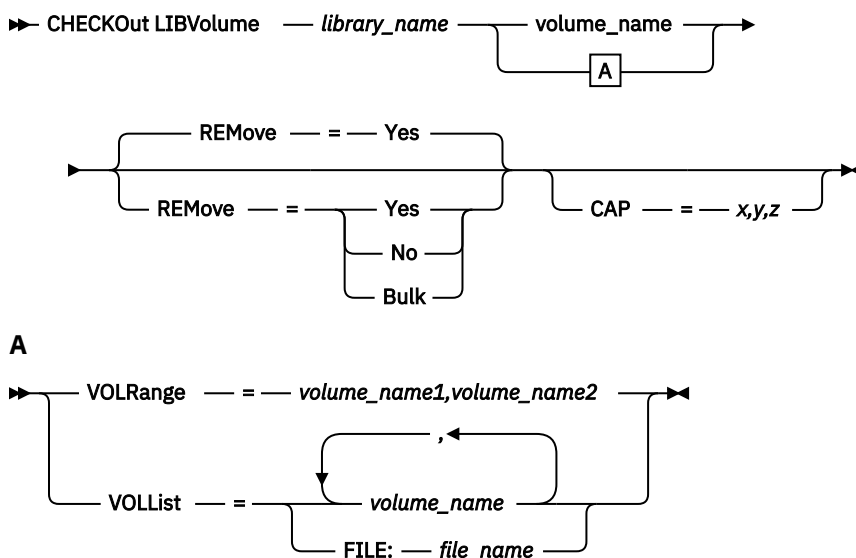 CHECKOut LIBVolume library_name volume_name
A
REMove = Yes
REMove = Yes
CAP = x,y,z
No
Bulk
A
VOLRange = volume_name1,volume_name2
,
VOLList = volume_name
FILE: file_name